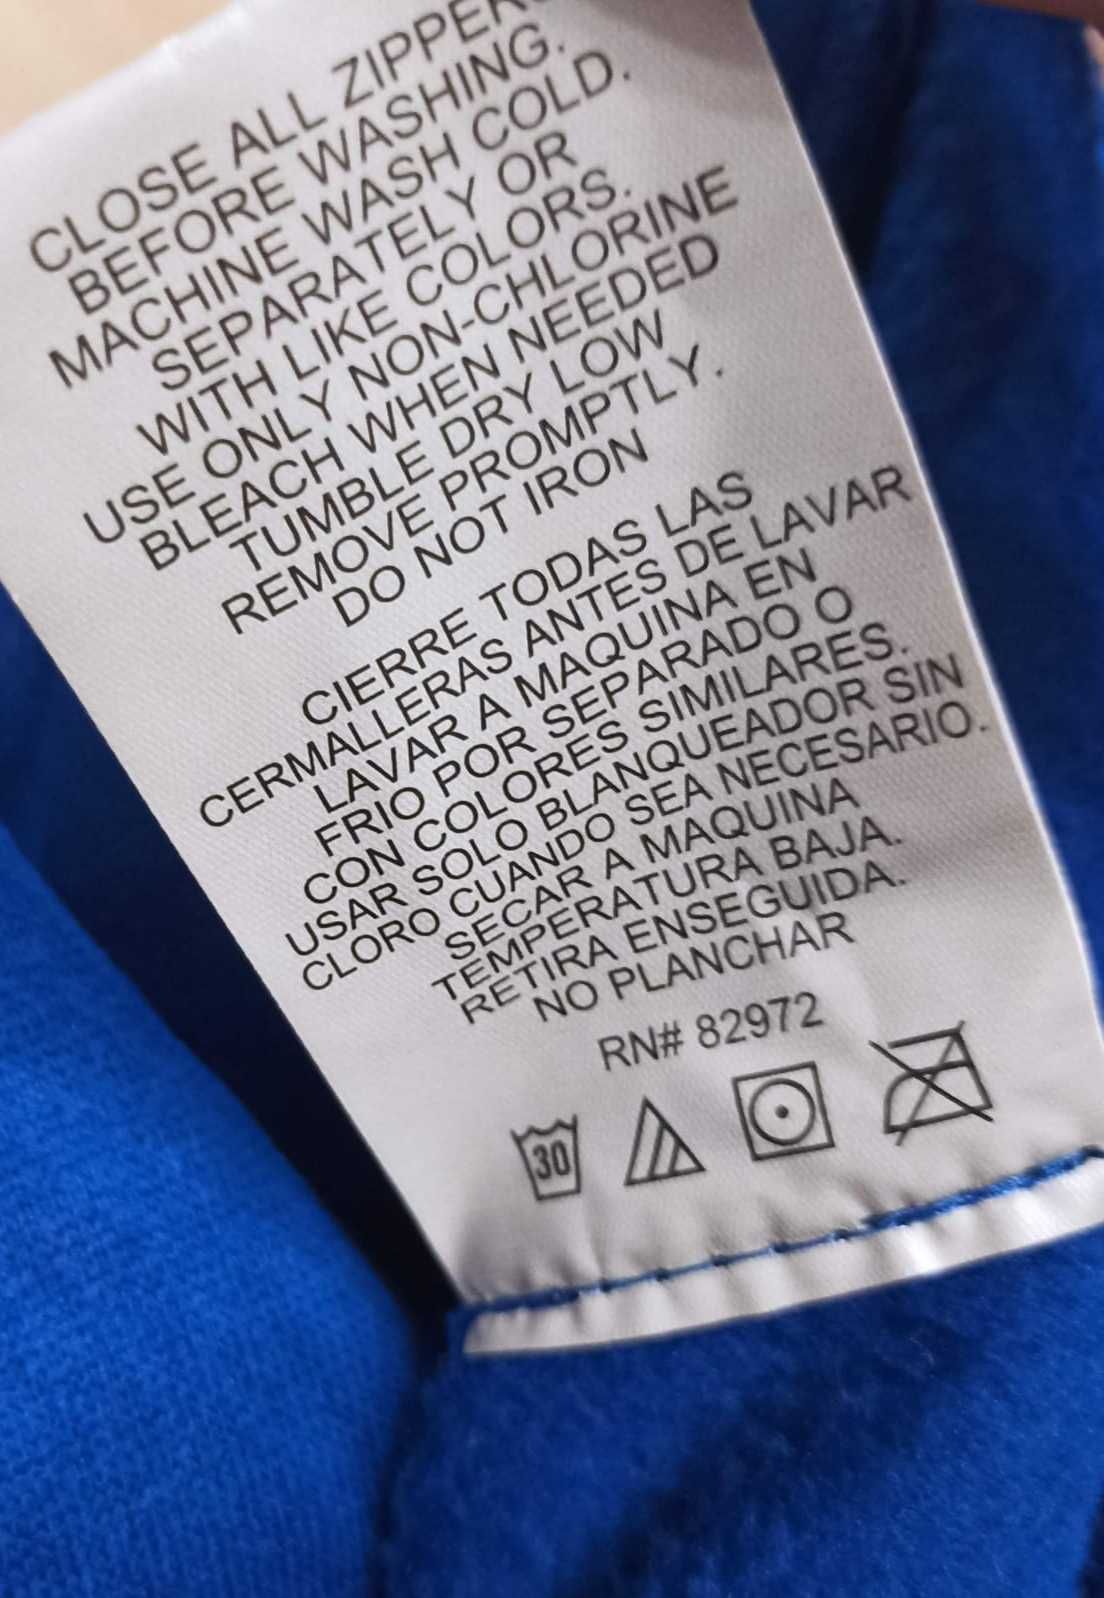 CLOSE ALL ZIPPERS
BEFORE WASHING.
MACHINE WASH COLD.
SEPARATELY OR
WITH LIKE COLORS.
USE ONLY NON-CHLORINE
BLEACH WHEN NEEDED
TUMBLE DRY LOW
REMOVE PROMPTLY.
DO NOT IRON
CIERRE TODAS LAS
CERMALLERAS ANTES DE LAVAR
LAVAR A MAQUINA EN
FRIO POR SEPARADO O
CON COLORES SIMILARES.
USAR SOLO BLANQUEADOR SIN
CLORO CUANDO SEA NECESARIO.
SECAR A MAQUINA
TEMPERATURA BAJA.
RETIRA ENSEGUIDA.
NO PLANCHAR
RN# 82972
30